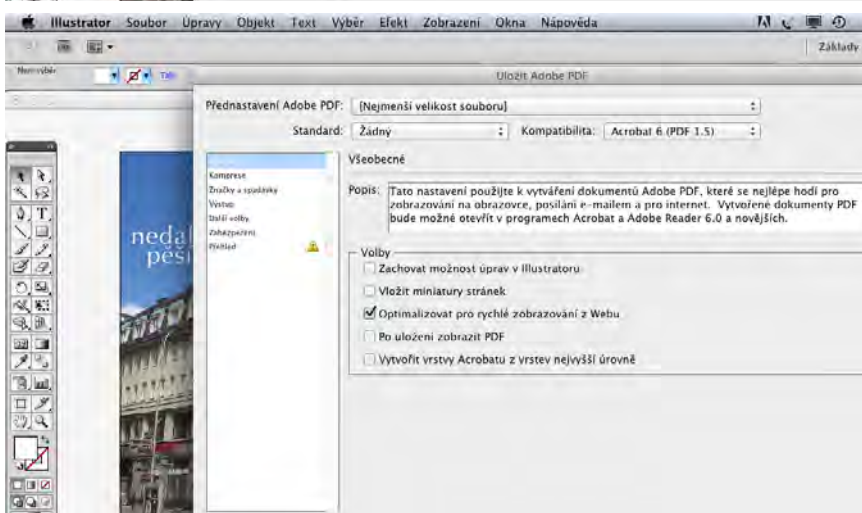 Illustrator Soubor Úpravy Objekt Text Výběr Efekt Zobrazení Okna Nápověda
Základy
Uložit Adobe PDF
Přednastavení Adobe PDF: [Nejmenší velikost souboru]
Standard: Žádný Kompatibilita: Acrobat 6 (PDF 1.5)
Všeobecné
Komprese
Značky a spadávky
Výstup
Další volby
Zabezpečení
Přehled
Popis: Tato nastavení použijte k vytváření dokumentů Adobe PDF, které se nejlépe hodí pro
zobrazování na obrazovce, posílání e-mailem a pro internet. Vytvořené dokumenty PDF
bude možné otevřít v programech Acrobat a Adobe Reader 6.0 a novějších.
Volby
Zachovat možnost úprav v Illustratoru
Vložit miniatury stránek
Optimalizovat pro rychlé zobrazování z Webu
Po uložení zobrazit PDF
Vytvořit vrstvy Acrobatu z vrstev nejvyšší úrovně
nedal
peši